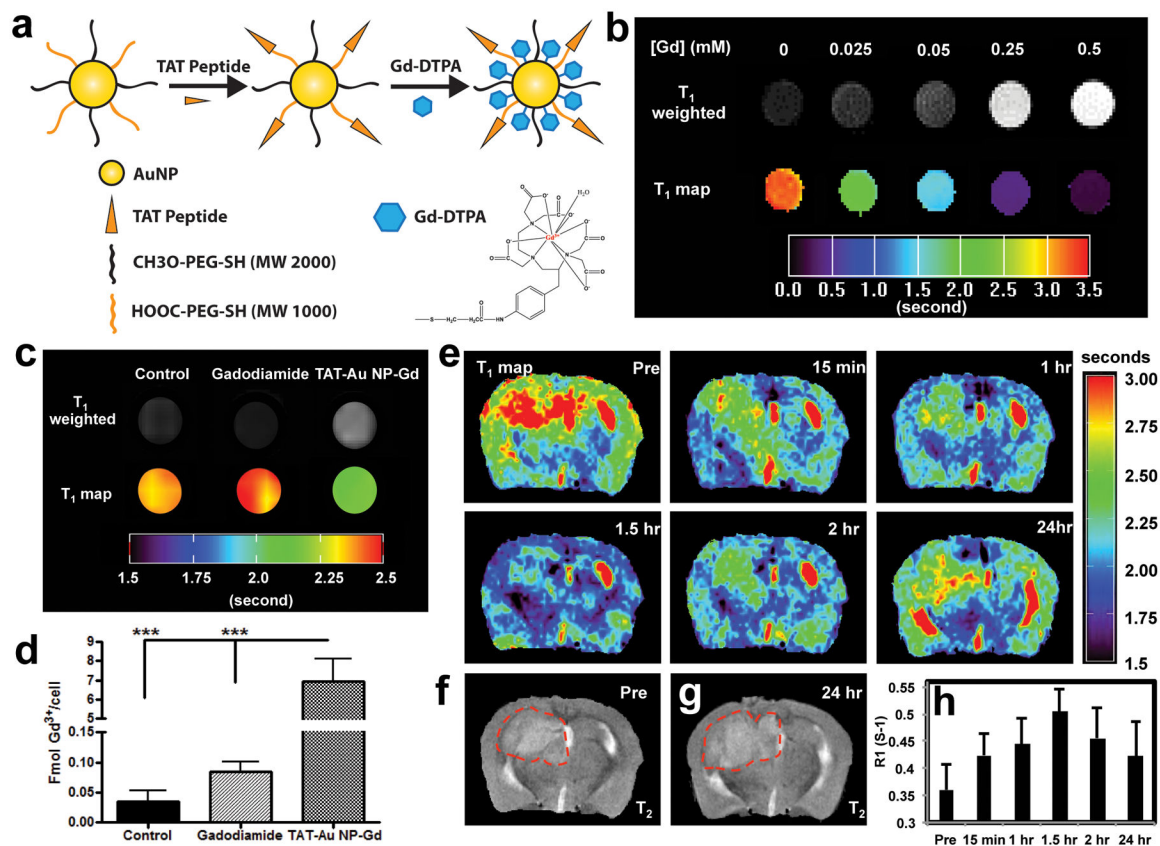 a
TAT Peptide
Gd-DTPA
AuNP
TAT Peptide
CH3O-PEG-SH (MW 2000)
HOOC-PEG-SH (MW 1000)
Gd-DTPA
b
[Gd] (mM) 0 0.025 0.05 0.25 0.5
T1 weighted
T1 map
0.0 0.5 1.0 1.5 2.0 2.5 3.0 3.5
(second)
c
Control Gadodiamide TAT-Au NP-Gd
T1 weighted
T1 map
1.5 1.75 2.0 2.25 2.5
(second)
d
*** ***
Fmol Gd3+/cell
9
8
7
6
5
0.15
0.10
0.05
0.00
Control Gadodiamide TAT-Au NP-Gd
e
T1 map Pre 15 min 1 hr
1.5 hr 2 hr 24hr
seconds
3.00
2.75
2.50
2.25
2.00
1.75
1.5
f
Pre
T2
g
24 hr
T2
h
R1 (S-1)
0.55
0.5
0.45
0.4
0.35
0.3
Pre 15 min 1 hr 1.5 hr 2 hr 24 hr